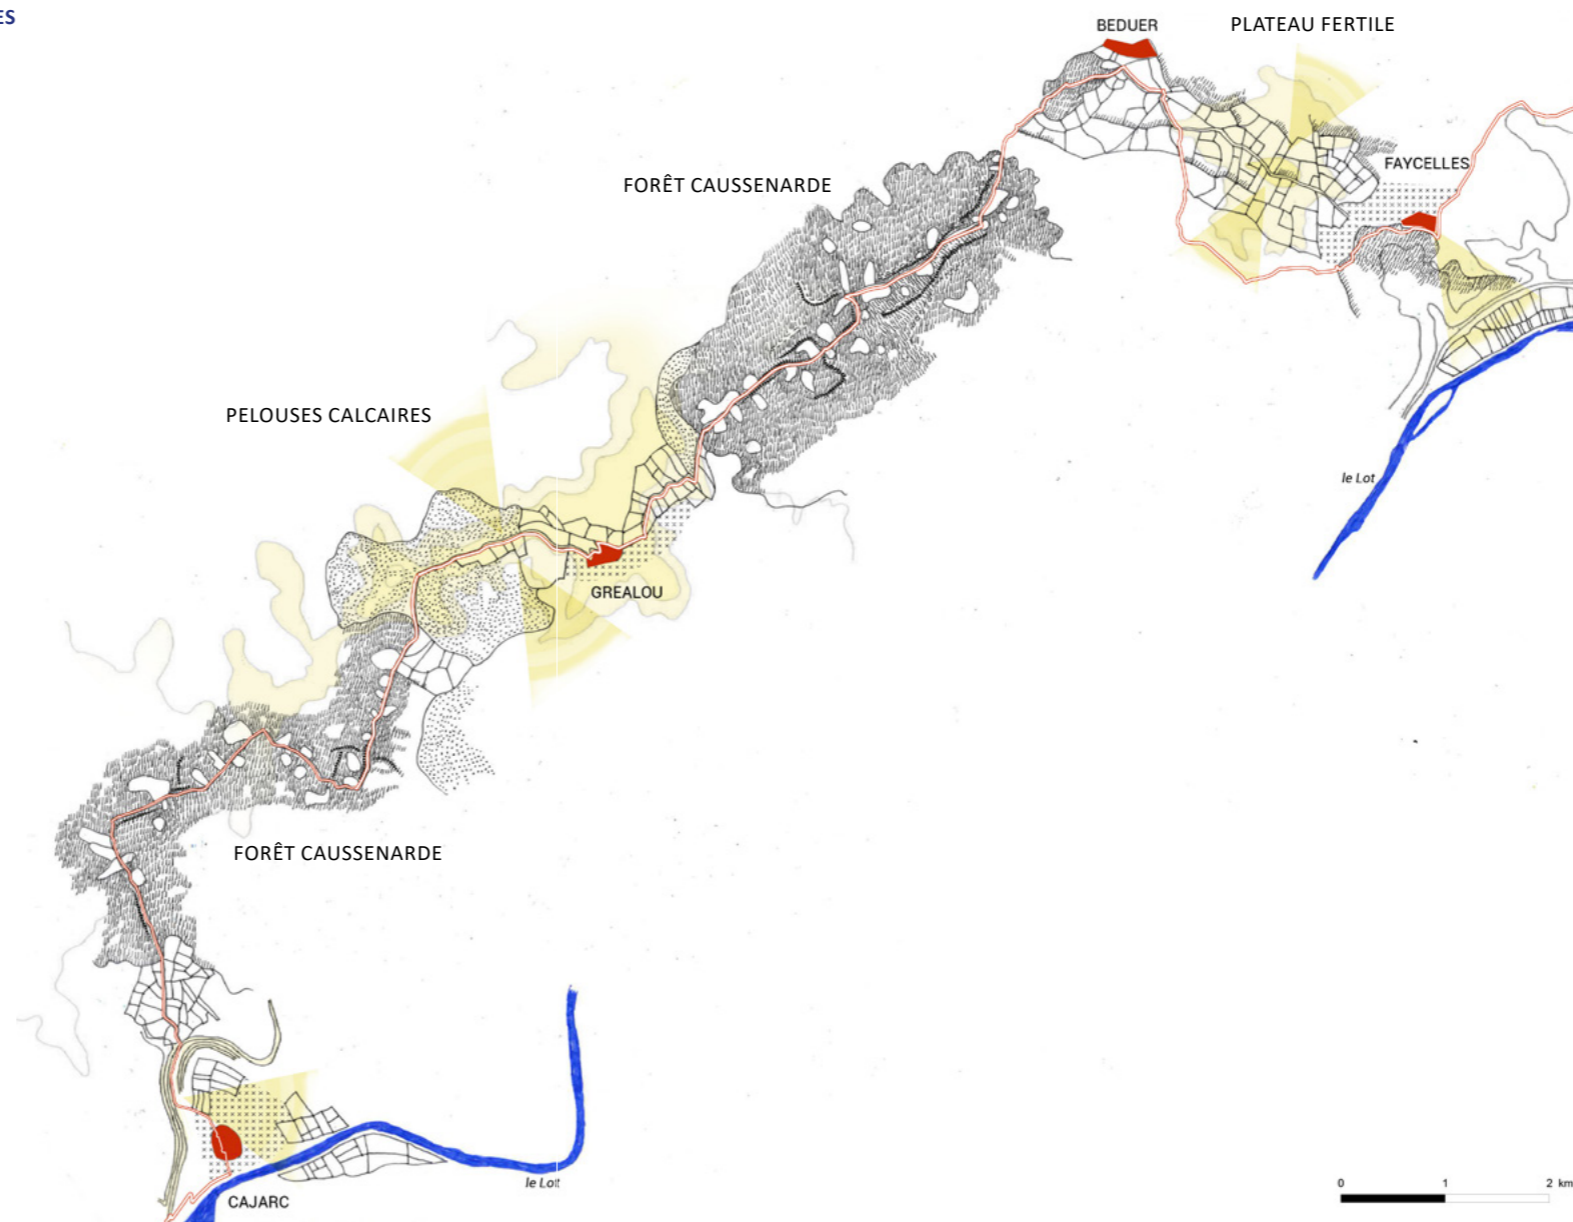 ES
BEDUER
PLATEAU FERTILE
FAYCELLES
FORÊT CAUSSENARDE
PELOUSES CALCAIRES
le Lot
GREALOU
FORÊT CAUSSENARDE
le Lot
CAJARC
0 1 2 km